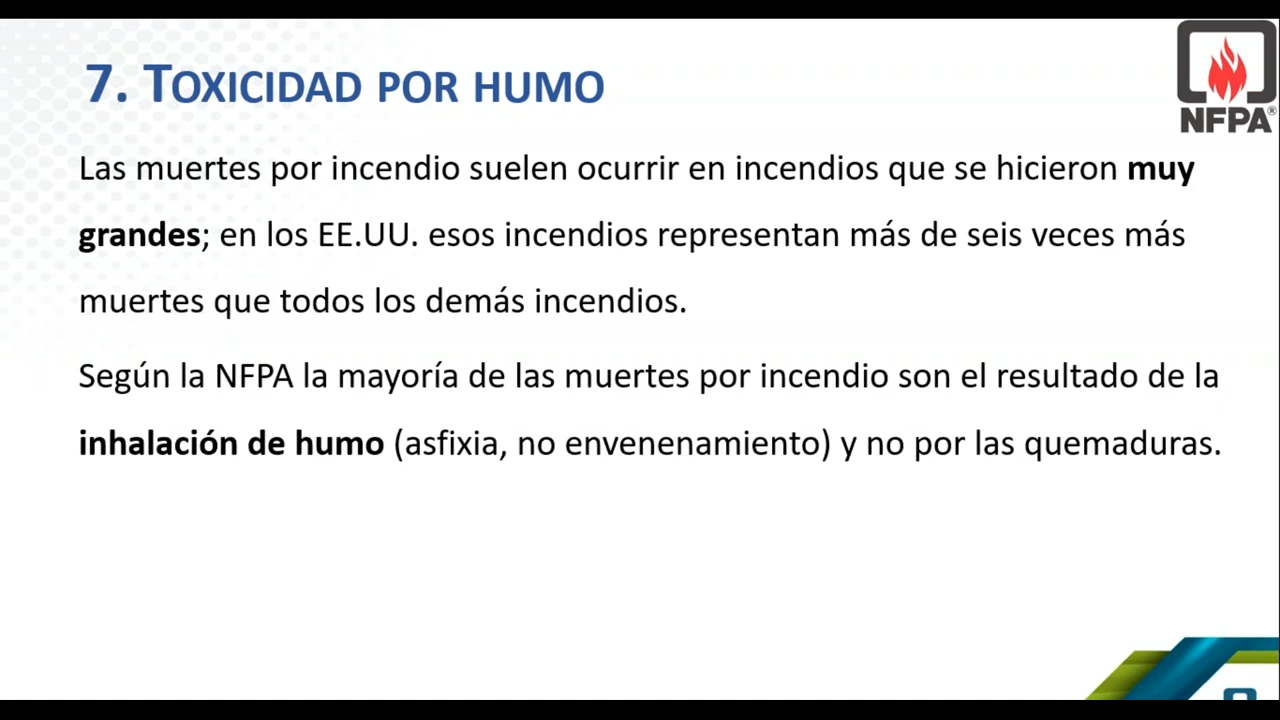 7. TOXICIDAD POR HUMO
NFPA®
Las muertes por incendio suelen ocurrir en incendios que se hicieron muy
grandes; en los EE.UU. esos incendios representan más de seis veces más
muertes que todos los demás incendios.
Según la NFPA la mayoría de las muertes por incendio son el resultado de la
inhalación de humo (asfixia, no envenenamiento) y no por las quemaduras.